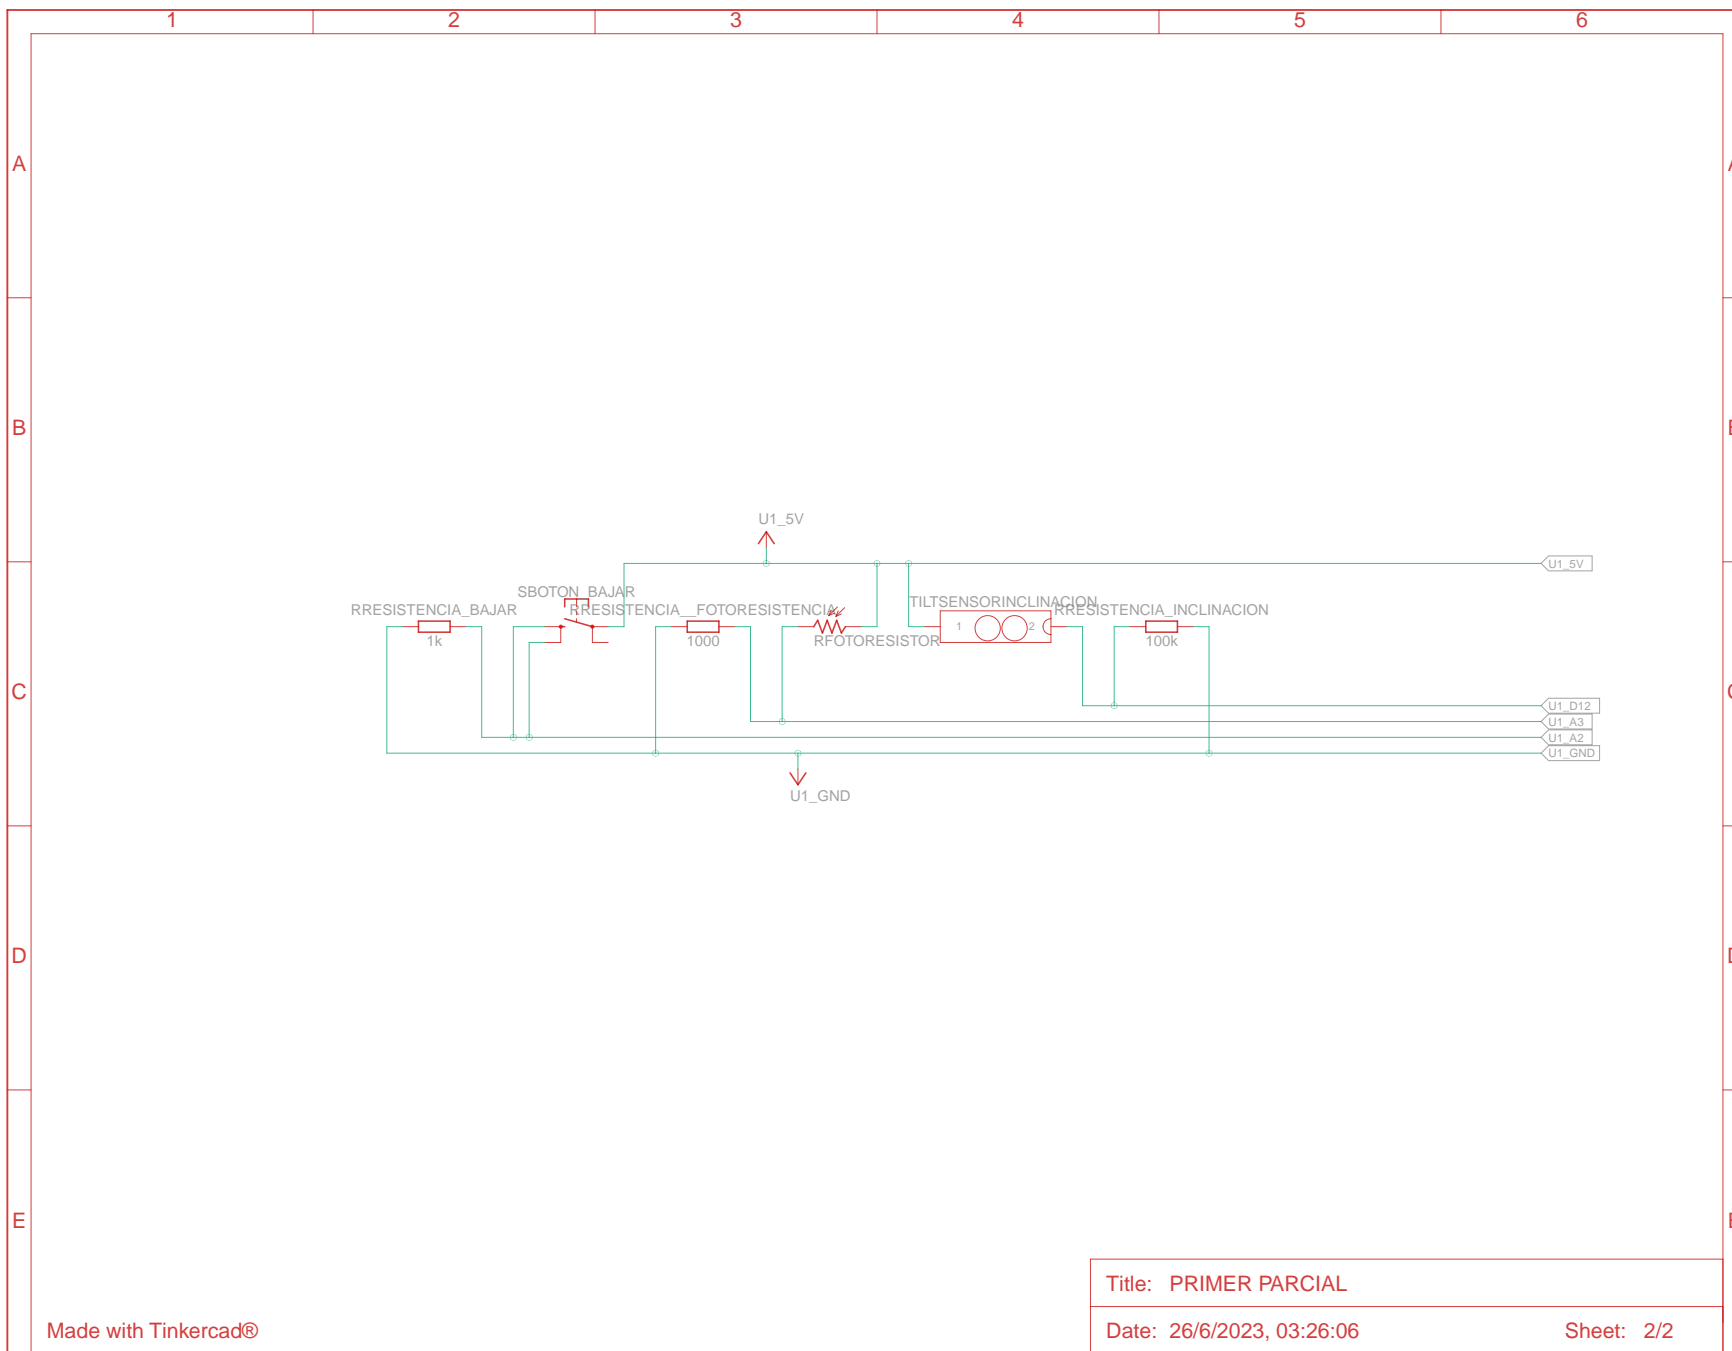 1 2 3 4 5 6
A
B
C
D
E
U1_5V
U1_5V
SBOTON_BAJAR
RRESISTENCIA_BAJAR
1k
RRESISTENCIA__FOTORESISTENCIA
1000
RFOTORESISTOR
TILTSENSORINCLINACION
1 2
RRESISTENCIA_INCLINACION
100k
U1_D12
U1_A3
U1_A2
U1_GND
U1_GND
Title: PRIMER PARCIAL
Made with Tinkercad®
Date: 26/6/2023, 03:26:06 Sheet: 2/2